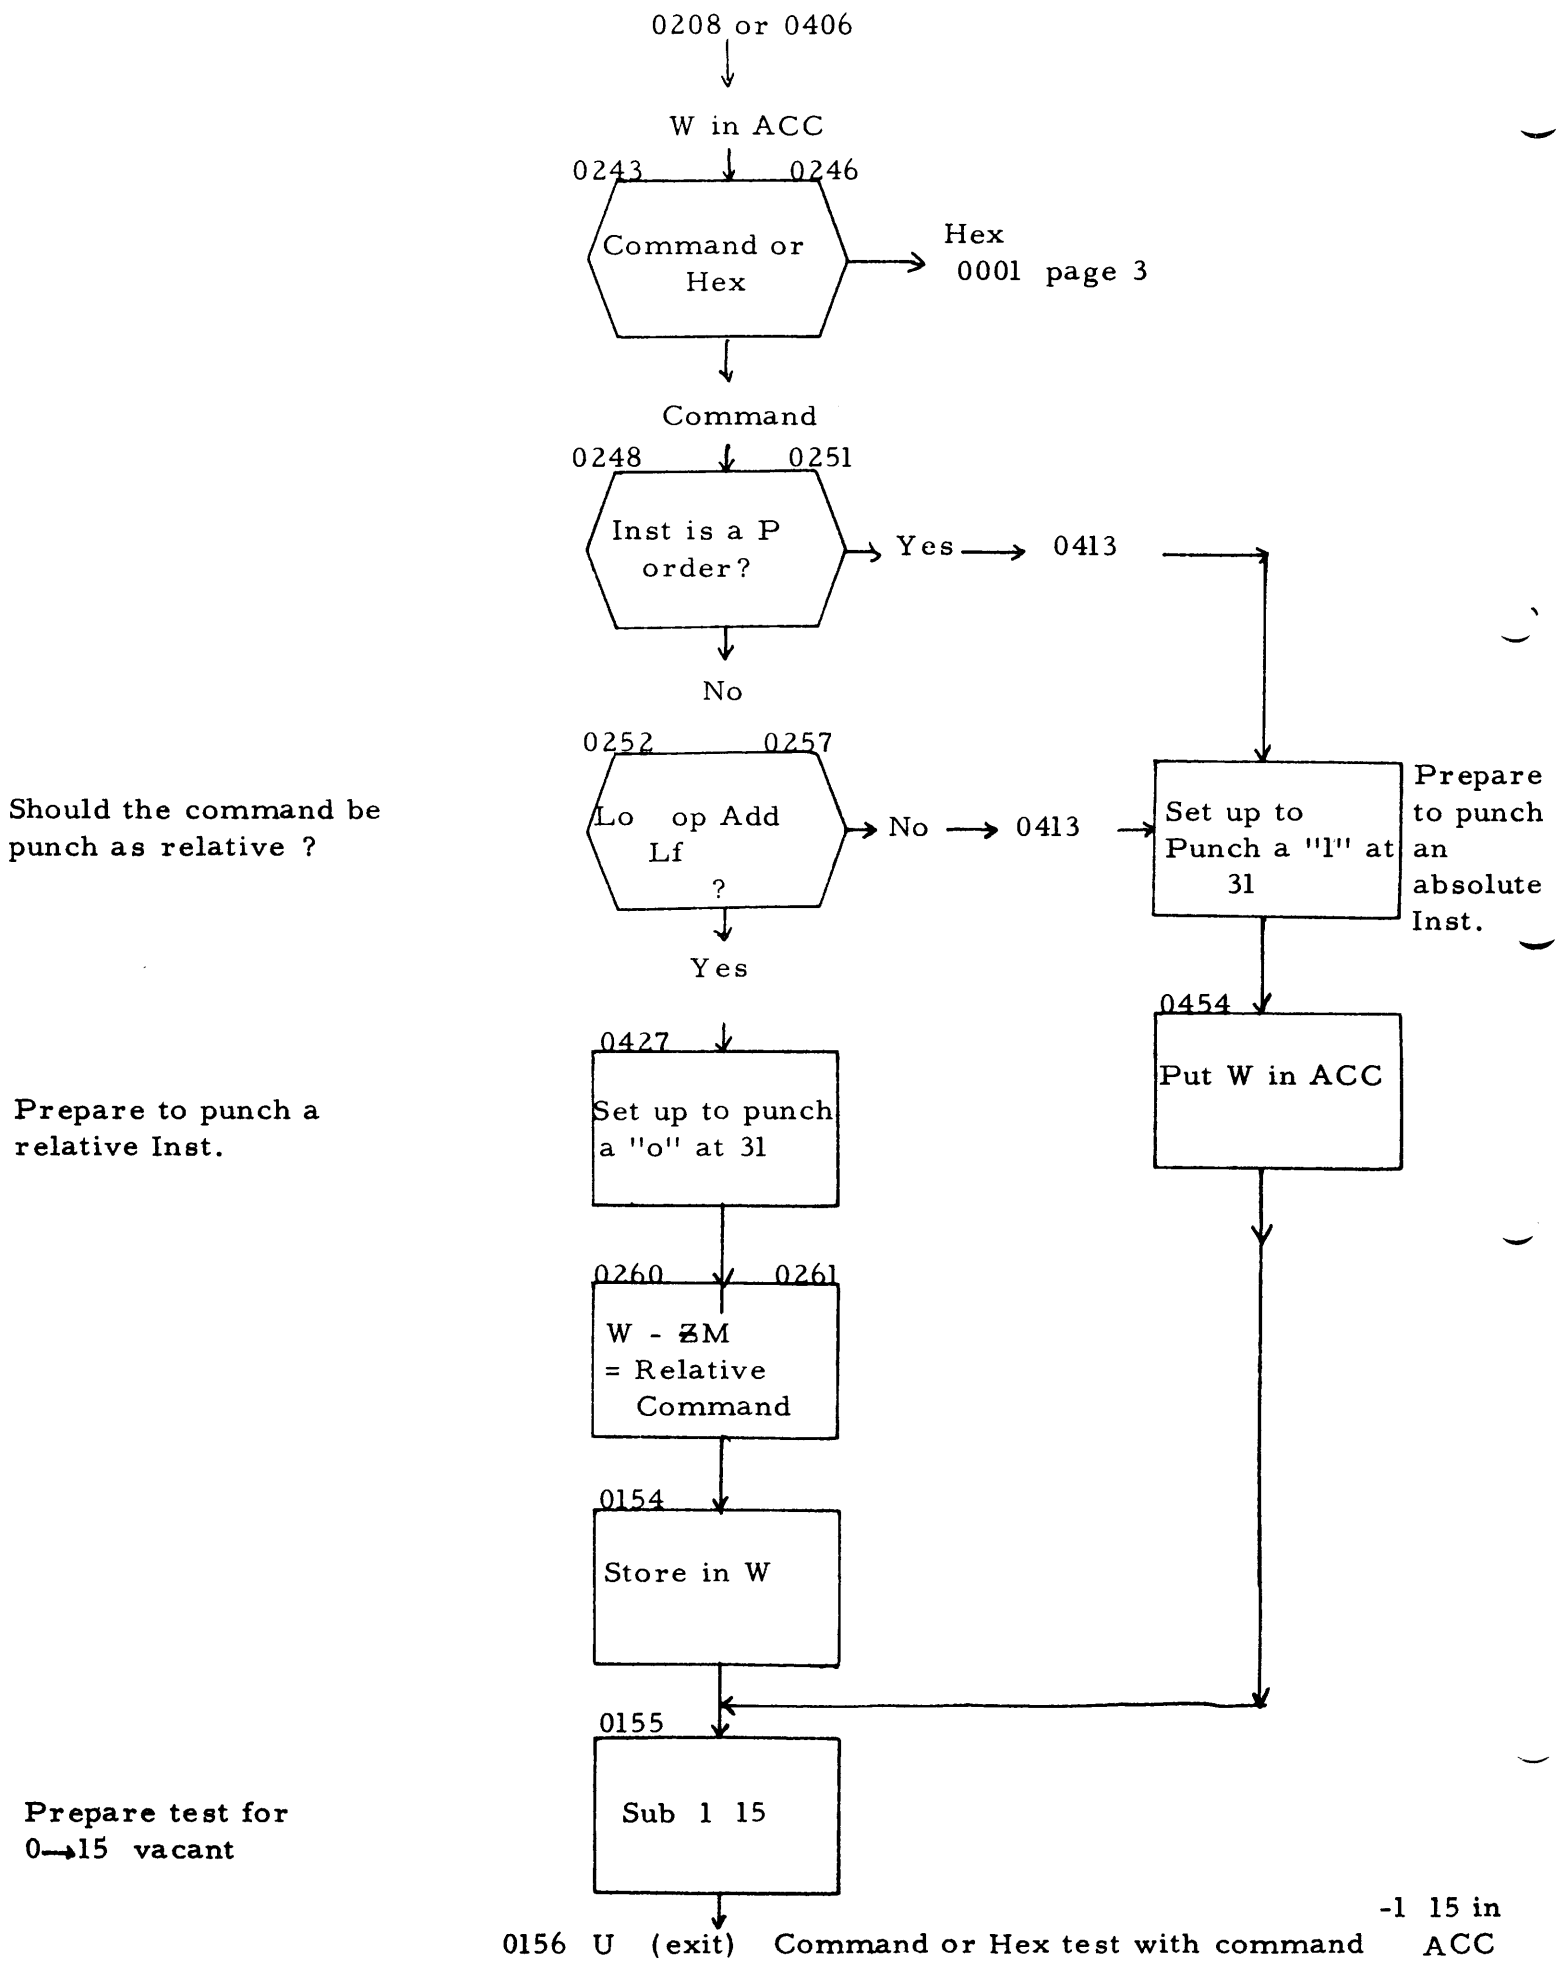 0208 or 0406
W in ACC
0243 0246
Command or
Hex
Hex
0001 page 3
Command
0248 0251
Inst is a P
order?
Yes
0413
No
0252 0257
Should the command be
punch as relative ?
Lo op Add
Lf
?
No
0413
Set up to
Punch a "1" at
31
Prepare
to punch
an
absolute
Inst.
Yes
0454
Put W in ACC
0427
Prepare to punch a
relative Inst.
Set up to punch
a "o" at 31
0260 0261
W - ZM
= Relative
Command
0154
Store in W
0155
Sub 1 15
Prepare test for
0→15 vacant
-1 15 in
0156 U (exit) Command or Hex test with command ACC